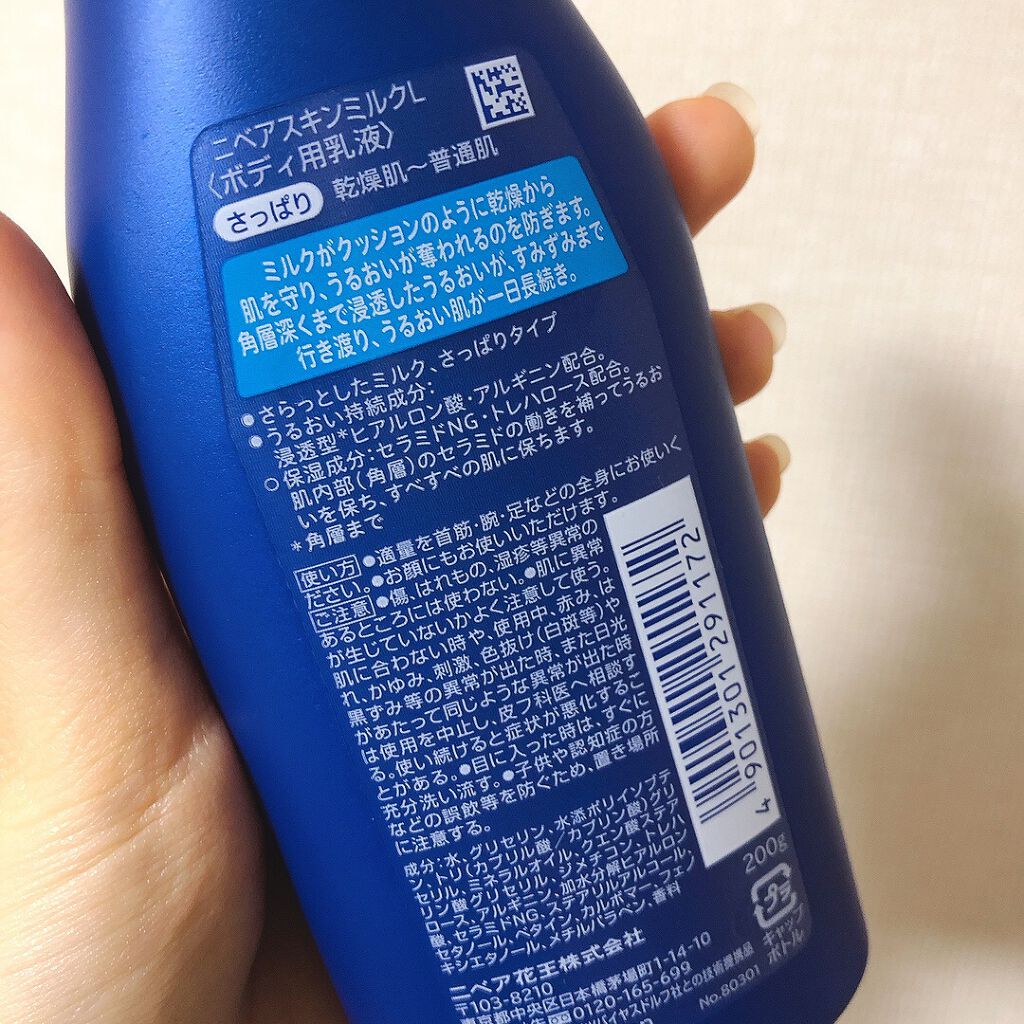 ニベアスキンミルクL
〈ボディ用乳液〉
さっぱり 乾燥肌～普通肌
ミルクがクッションのように乾燥から
肌を守り、うるおいが奪われるのを防ぎます。
角層深くまで浸透したうるおいが、すみずみまで
行き渡り、うるおい肌が一日長続き。
●さらっとしたミルク、さっぱりタイプ
●うるおい持続成分：
浸透型*ヒアルロン酸・アルギニン配合。
○保湿成分：セラミドNG・トレハロース配合。
肌内部(角層)のセラミドの働きを補ってうるお
いを保ち、すべすべの肌に保ちます。
*角層まで
使い方 ●適量を首筋・腕・足などの全身にお使いく
ださい。●お顔にもお使いいただけます。
ご注意 ●傷、はれもの、湿疹等異常の
あるところには使わない。●肌に異常
が生じていないかよく注意して使う。
肌に合わない時や、使用中、赤み、は
れ、かゆみ、刺激、色抜け(白斑等)や
黒ずみ等の異常が出た時、また日光
があたって同じような異常が出た時
は使用を中止し、皮フ科医へ相談す
る。使い続けると症状が悪化するこ
とがある。●目に入った時は、すぐに
充分洗い流す。●子供や認知症の方
などの誤飲等を防ぐため、置き場所
に注意する。
成分：水、グリセリン、水添ポリイソブテ
ン、トリ(カプリル酸／カプリン酸)グリ
セリル、ミネラルオイル、クエン酸ステア
リン酸グリセリル、ジメチコン、トレハ
ロース、アルギニン、加水分解ヒアルロン
酸、セラミドNG、ステアリルアルコール、
セタノール、ベタイン、カルボマー、フェノ
キシエタノール、メチルパラベン、香料
ニベア花王株式会社
〒103-8210
東京都中央区日本橋茅場町1-14-10
0120-165-699
バイヤスドルフ社との技術提携品
No.80301
4 901301 291172
200g
プラ
キャップ
ボトル